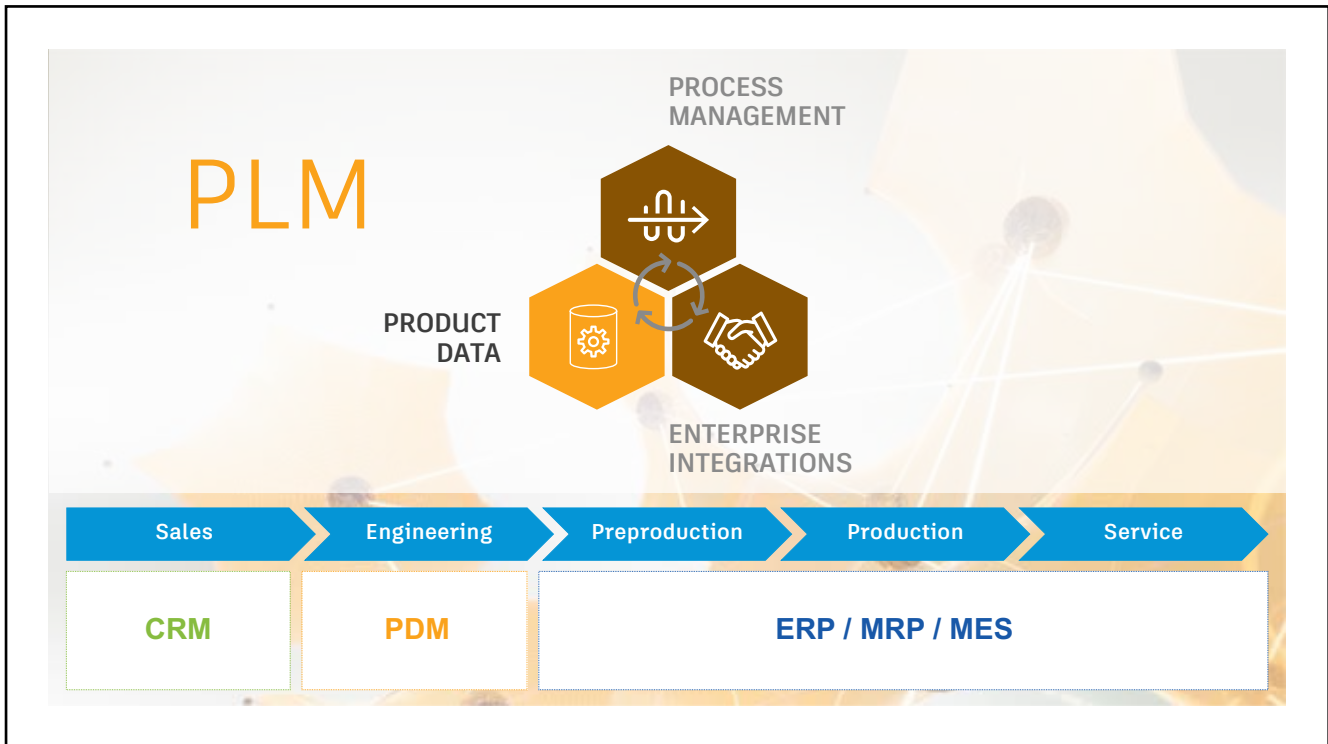 PROCESS
MANAGEMENT
PLM
PRODUCT
DATA
ENTERPRISE
INTEGRATIONS
Sales
Engineering
Preproduction
Production
Service
CRM
PDM
ERP / MRP / MES